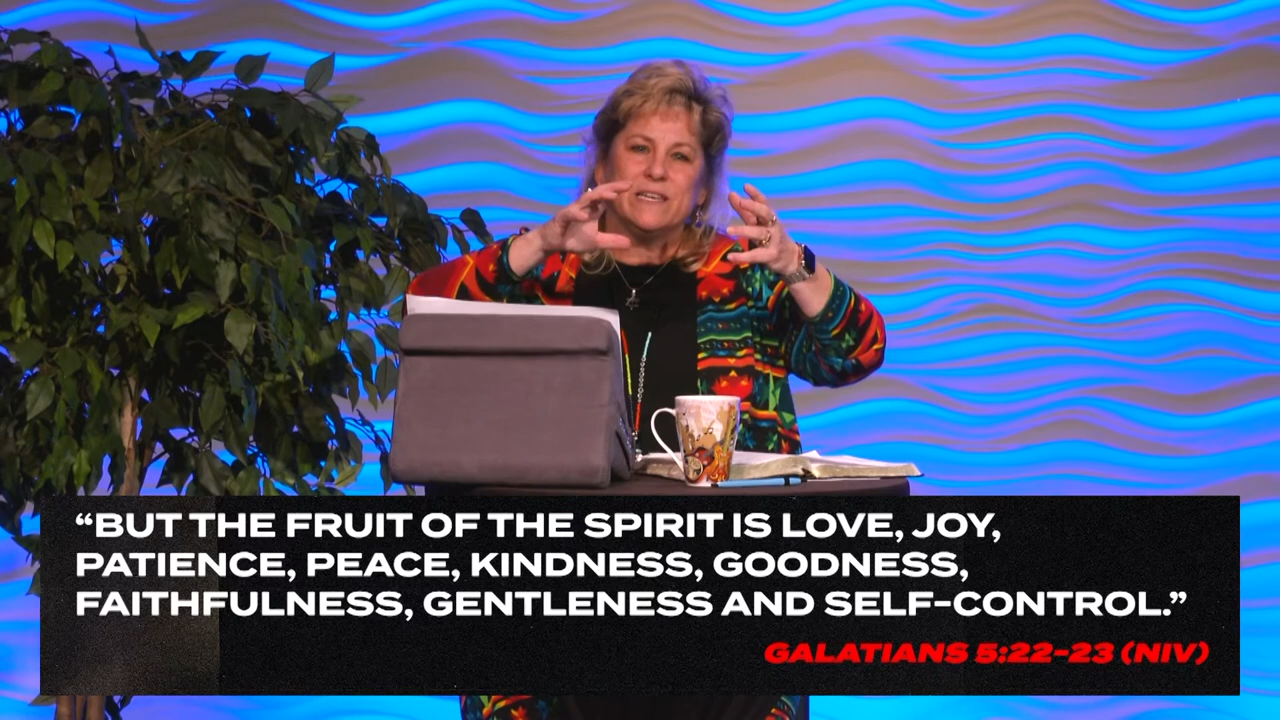 “BUT THE FRUIT OF THE SPIRIT IS LOVE, JOY,
PATIENCE, PEACE, KINDNESS, GOODNESS,
FAITHFULNESS, GENTLENESS AND SELF-CONTROL.”
GALATIANS 5:22-23 (NIV)